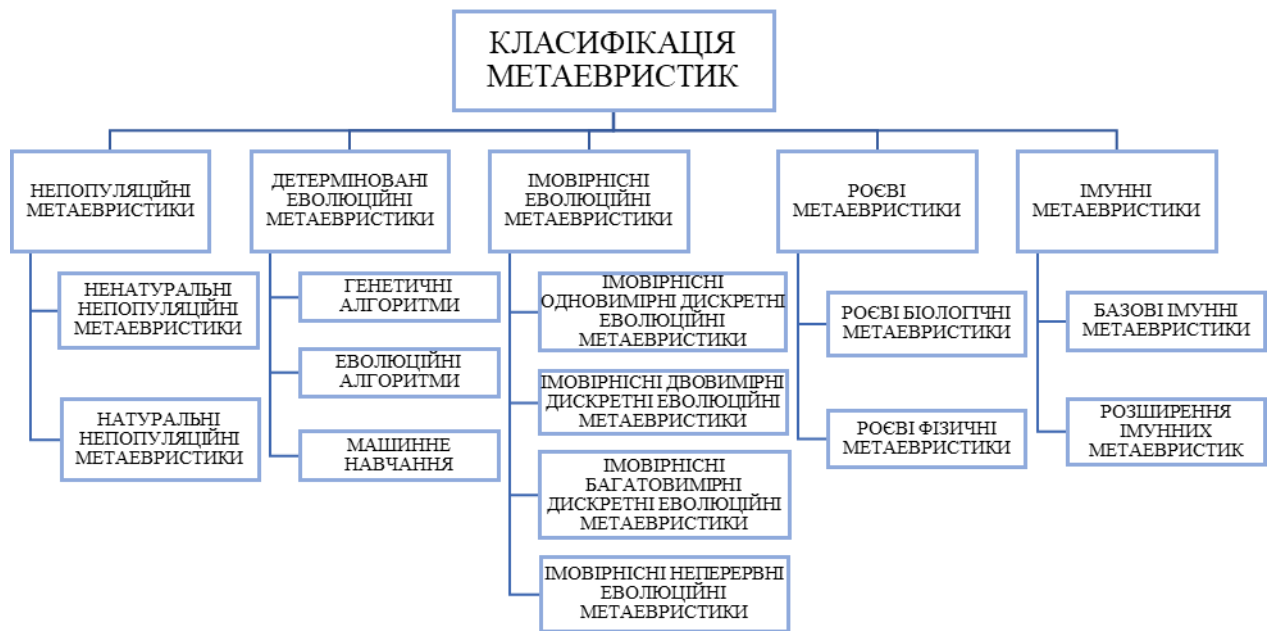 КЛАСИФІКАЦІЯ
МЕТАЕВРИСТИК
НЕПОПУЛЯЦІЙНІ
МЕТАЕВРИСТИКИ
НЕНАТУРАЛЬНІ
НЕПОПУЛЯЦІЙНІ
МЕТАЕВРИСТИКИ
НАТУРАЛЬНІ
НЕПОПУЛЯЦІЙНІ
МЕТАЕВРИСТИКИ
ДЕТЕРМІНОВАНІ
ЕВОЛЮЦІЙНІ
МЕТАЕВРИСТИКИ
ГЕНЕТИЧНІ
АЛГОРИТМИ
ЕВОЛЮЦІЙНІ
АЛГОРИТМИ
МАШИННЕ
НАВЧАННЯ
ІМОВІРНІСНІ
ЕВОЛЮЦІЙНІ
МЕТАЕВРИСТИКИ
ІМОВІРНІСНІ
ОДНОВИМІРНІ ДИСКРЕТНІ
ЕВОЛЮЦІЙНІ
МЕТАЕВРИСТИКИ
ІМОВІРНІСНІ ДВОВИМІРНІ
ДИСКРЕТНІ ЕВОЛЮЦІЙНІ
МЕТАЕВРИСТИКИ
ІМОВІРНІСНІ
БАГАТОВИМІРНІ
ДИСКРЕТНІ ЕВОЛЮЦІЙНІ
МЕТАЕВРИСТИКИ
ІМОВІРНІСНІ НЕПЕРЕРВНІ
ЕВОЛЮЦІЙНІ
МЕТАЕВРИСТИКИ
РОЄВІ
МЕТАЕВРИСТИКИ
РОЄВІ БІОЛОГІЧНІ
МЕТАЕВРИСТИКИ
РОЄВІ ФІЗИЧНІ
МЕТАЕВРИСТИКИ
ІМУННІ
МЕТАЕВРИСТИКИ
БАЗОВІ ІМУННІ
МЕТАЕВРИСТИКИ
РОЗШИРЕННЯ
ІМУННИХ
МЕТАЕВРИСТИК